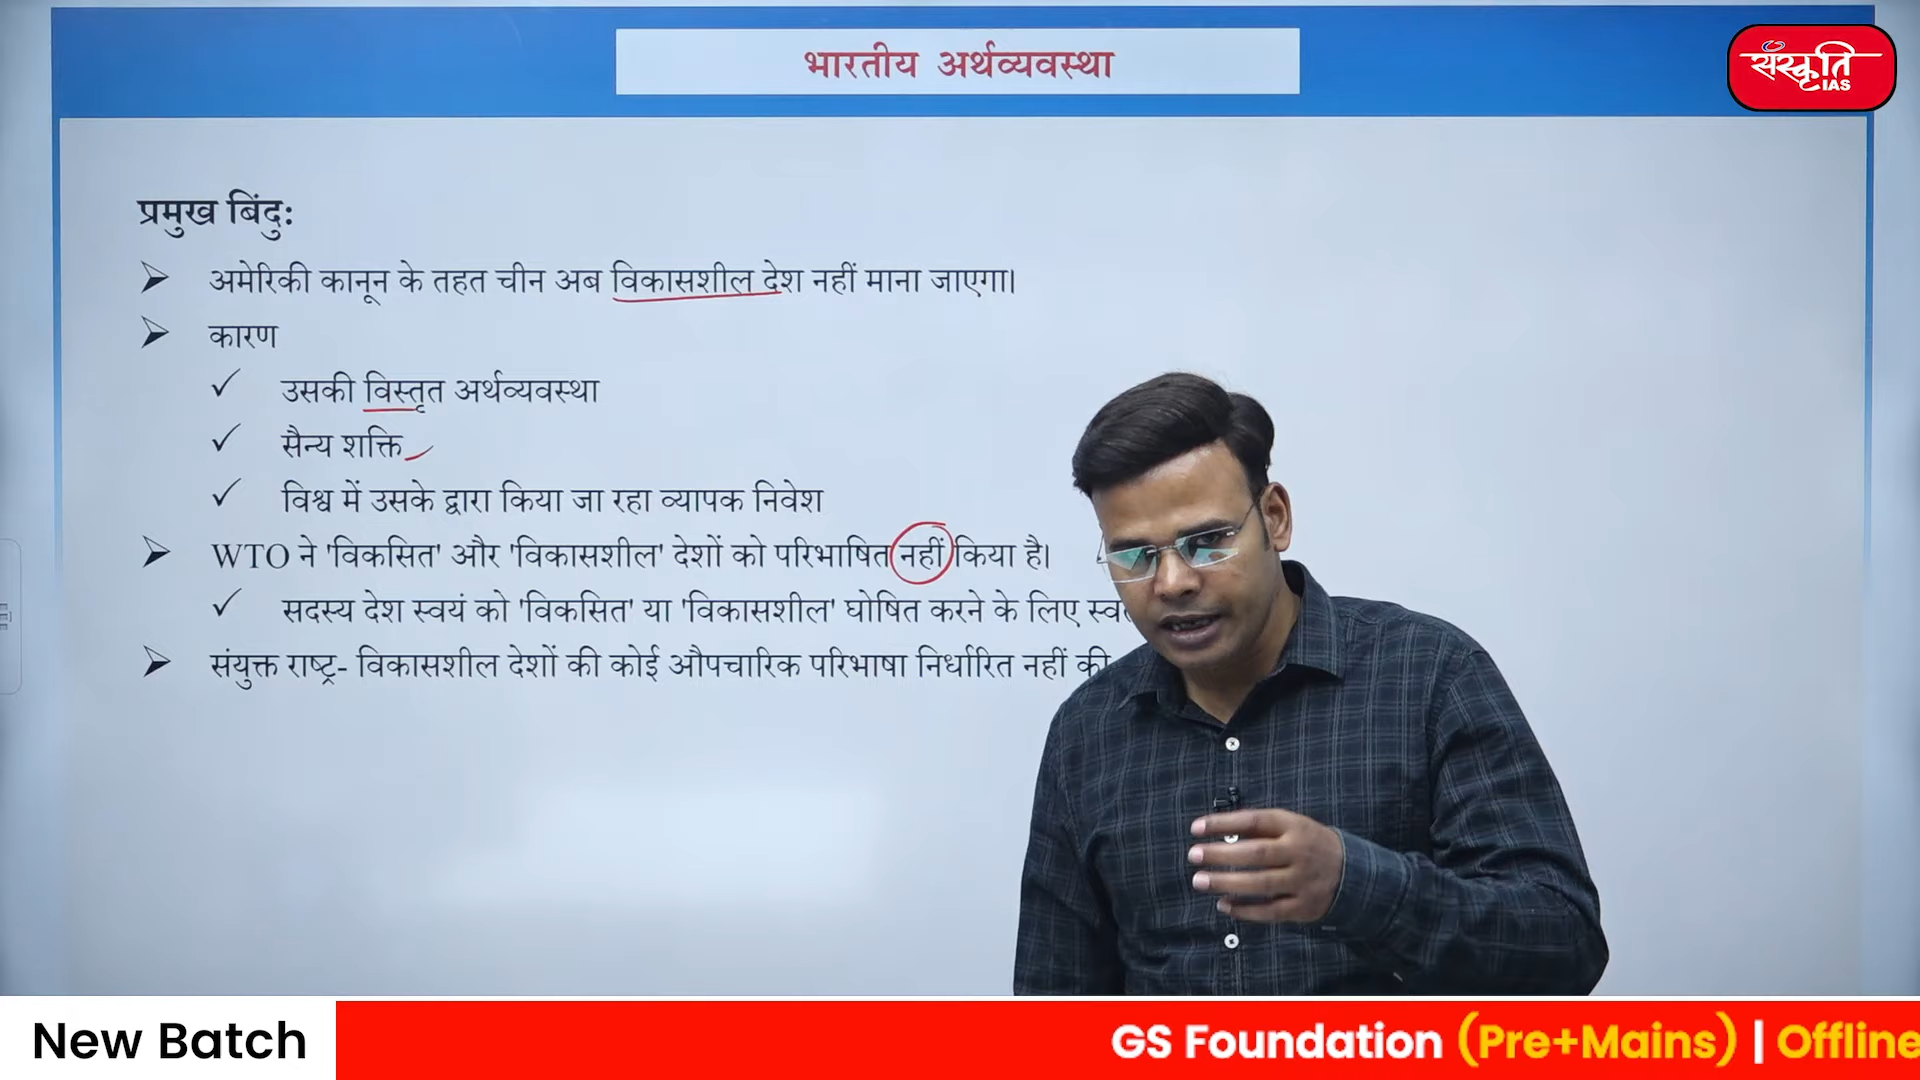 भारतीय अर्थव्यवस्था
संस्कृति
IAS
प्रमुख बिंदु:
अमेरिकी कानून के तहत चीन अब विकासशील देश नहीं माना जाएगा।
कारण
उसकी विस्तृत अर्थव्यवस्था
सैन्य शक्ति
विश्व में उसके द्वारा किया जा रहा व्यापक निवेश
WTO ने 'विकसित' और 'विकासशील' देशों को परिभाषित नहीं किया है।
सदस्य देश स्वयं को 'विकसित' या 'विकासशील' घोषित करने के लिए
संयुक्त राष्ट्र- विकासशील देशों की कोई औपचारिक परिभाषा निर्धारित नहीं की
New Batch
GS Foundation (Pre+Mains) | Offline